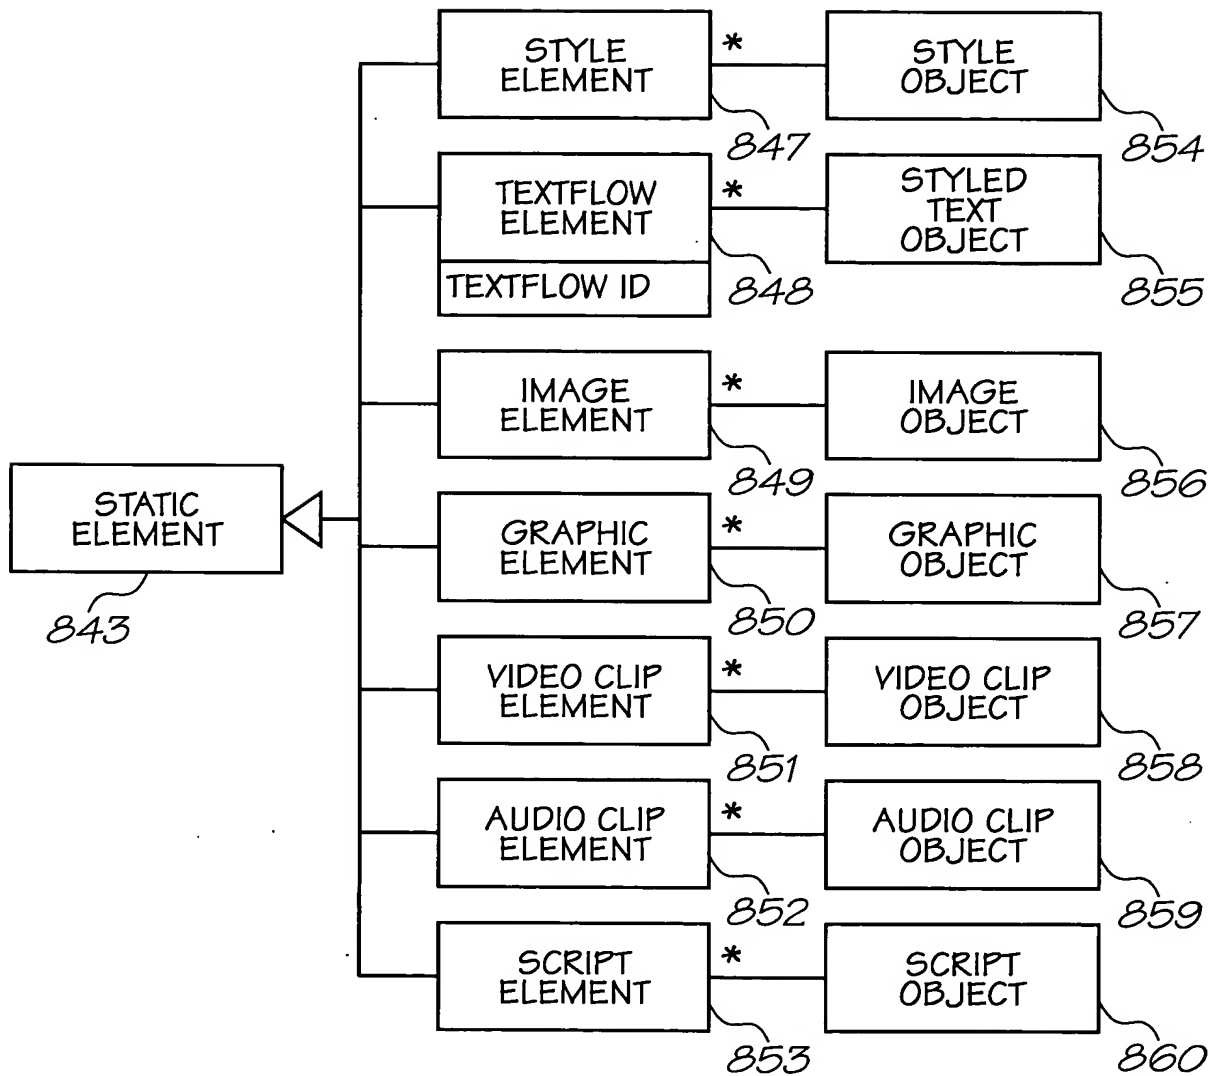 STYLE
ELEMENT
*
STYLE
OBJECT
847
854
TEXTFLOW
ELEMENT
*
STYLED
TEXT
OBJECT
TEXTFLOW ID
848
855
IMAGE
ELEMENT
*
IMAGE
OBJECT
849
856
STATIC
ELEMENT
843
GRAPHIC
ELEMENT
*
GRAPHIC
OBJECT
850
857
VIDEO CLIP
ELEMENT
*
VIDEO CLIP
OBJECT
851
858
AUDIO CLIP
ELEMENT
*
AUDIO CLIP
OBJECT
852
859
SCRIPT
ELEMENT
*
SCRIPT
OBJECT
853
860